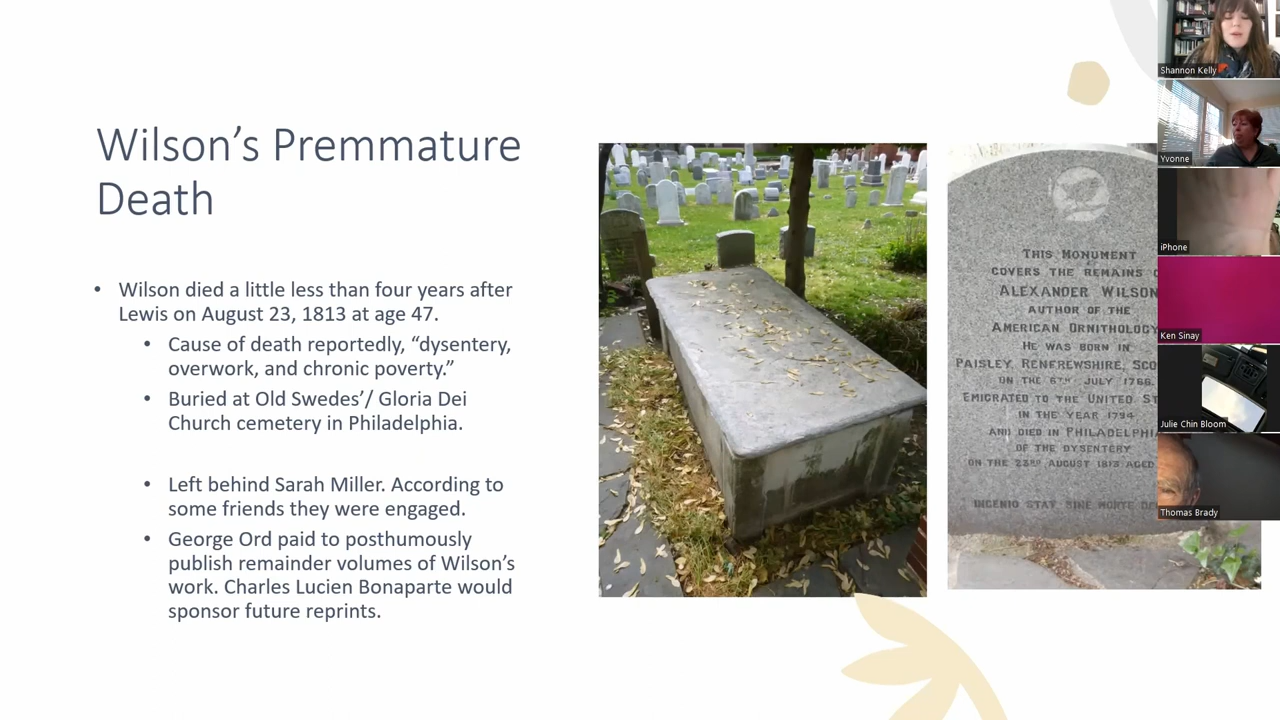 Wilson's Premmature
Death
• Wilson died a little less than four years after
Lewis on August 23, 1813 at age 47.
• Cause of death reportedly, “dysentery,
overwork, and chronic poverty.”
• Buried at Old Swedes’/ Gloria Dei
Church cemetery in Philadelphia.
• Left behind Sarah Miller. According to
some friends they were engaged.
• George Ord paid to posthumously
publish remainder volumes of Wilson’s
work. Charles Lucien Bonaparte would
sponsor future reprints.
THIS MONUMENT
COVERS THE REMAINS
ALEXANDER WILSON
AUTHOR OF THE
AMERICAN ORNITHOLOGY
HE WAS BORN IN
PAISLEY, RENFREWSHIRE,
ON THE 6TH JULY 1766.
EMIGRATED TO THE UNITED
IN THE YEAR 1794
AND DIED IN PHILADELPHI
OF THE DYSENTERY
ON THE 23RD AUGUST 1813 AGED
INGENIO STAT SINE MORTE
Shannon Kelly
Yvonne
iPhone
Ken Sinay
Julie Chin Bloom
Thomas Brady